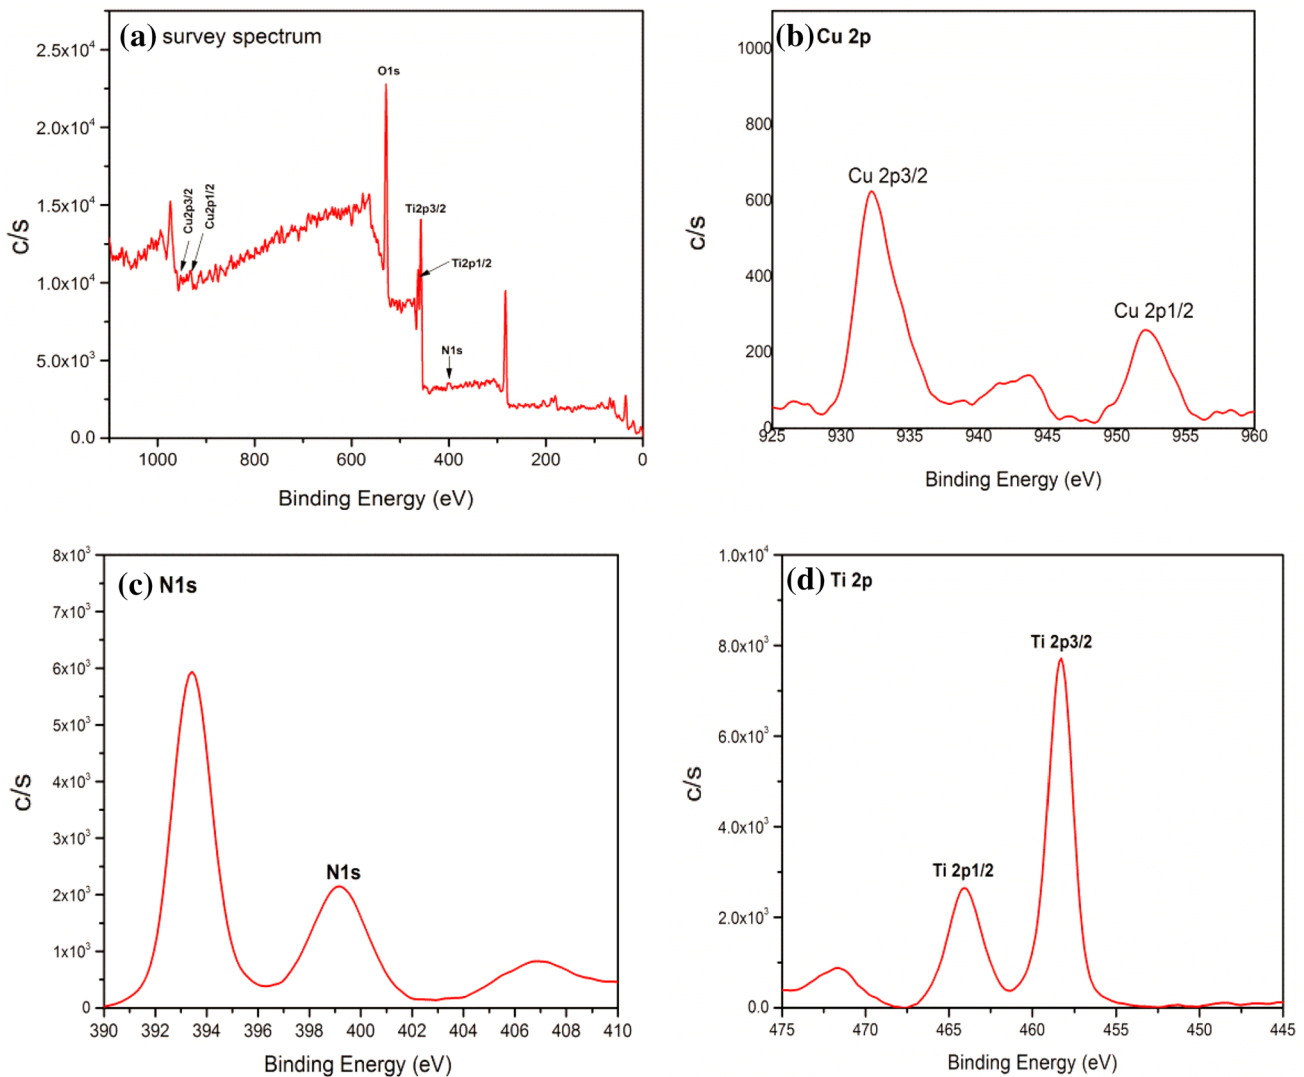 (a) survey spectrum
2.5x10⁴
2.0x10⁴
1.5x10⁴
1.0x10⁴
5.0x10³
0.0
c/s
O1s
Cu2p3/2
Cu2p1/2
Ti2p3/2
Ti2p1/2
N1s
1000 800 600 400 200 0
Binding Energy (eV)
(b) Cu 2p
1000
800
600
400
200
0
c/s
Cu 2p3/2
Cu 2p1/2
925 930 935 940 945 950 955 960
Binding Energy (eV)
(c) N1s
8x10³
7x10³
6x10³
5x10³
4x10³
3x10³
2x10³
1x10³
0
c/s
N1s
390 392 394 396 398 400 402 404 406 408 410
Binding Energy (eV)
(d) Ti 2p
1.0x10⁴
8.0x10³
6.0x10³
4.0x10³
2.0x10³
0.0
c/s
Ti 2p3/2
Ti 2p1/2
475 470 465 460 455 450 445
Binding Energy (eV)